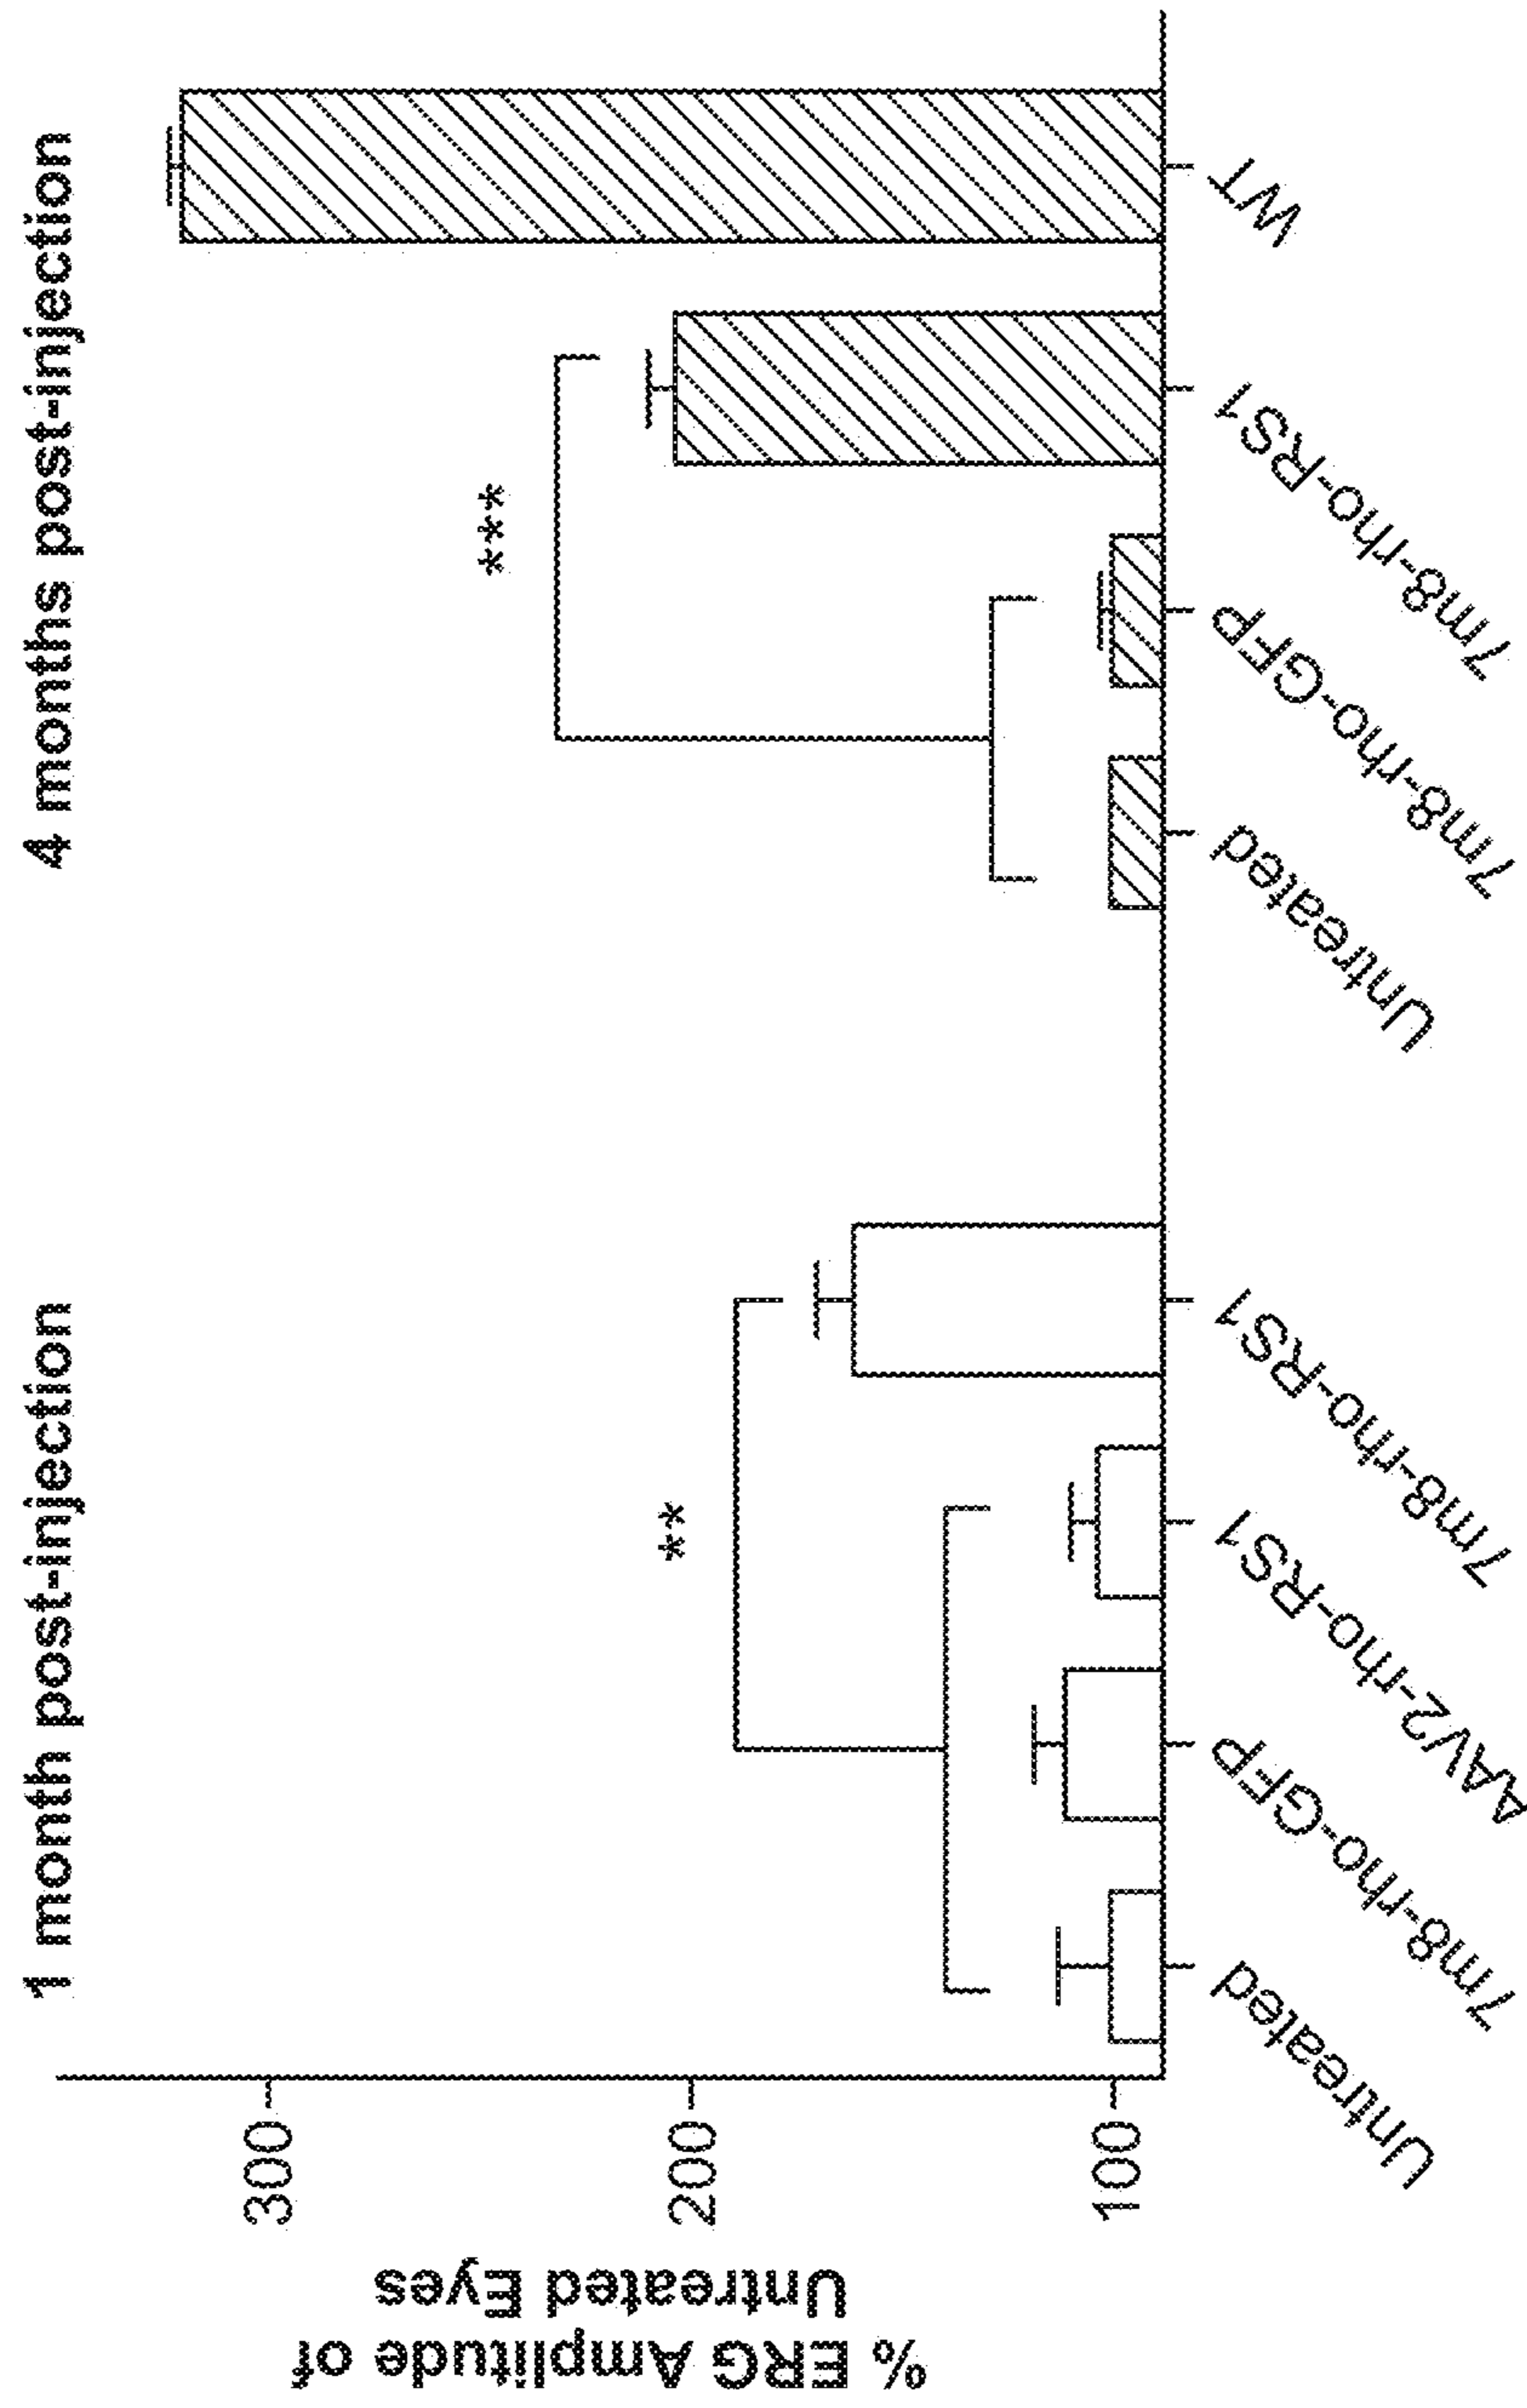 1 month post-injection
4 months post-injection
% ERG Amplitude of
Untreated Eyes
300
200
100
**
***
Untreated
7m8-rho-GFP
AAV2-rho-RS1
7m8-rho-RS1
Untreated
7m8-rho-GFP
7m8-rho-RS1
WT